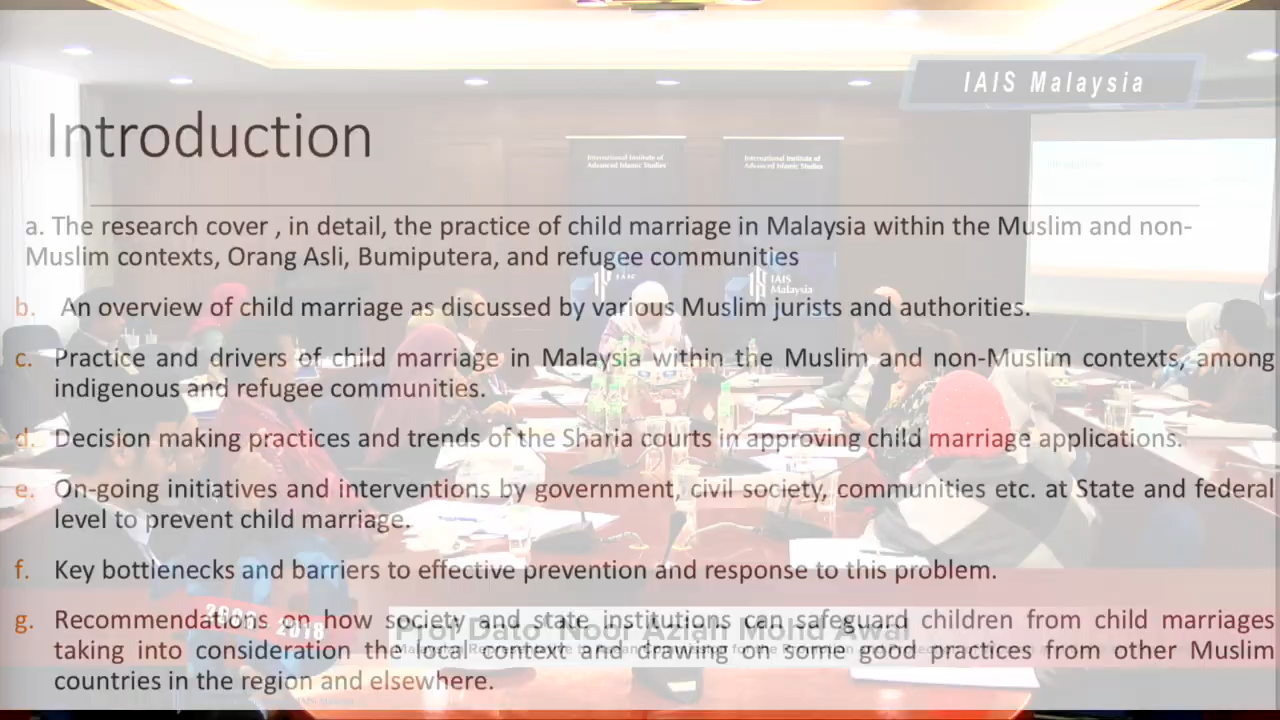 IAIS Malaysia
Introduction
International Institute of
Advanced Islamic Studies
International Institute of
Advanced Islamic Studies
a. The research cover , in detail, the practice of child marriage in Malaysia within the Muslim and non-
Muslim contexts, Orang Asli, Bumiputera, and refugee communities
IAIS
IAIS
Malaysia
b. An overview of child marriage as discussed by various Muslim jurists and authorities.
c. Practice and drivers of child marriage in Malaysia within the Muslim and non-Muslim contexts, among
indigenous and refugee communities.
d. Decision making practices and trends of the Sharia courts in approving child marriage applications.
e. On-going initiatives and interventions by government, civil society, communities etc. at State and federal
level to prevent child marriage.
f. Key bottlenecks and barriers to effective prevention and response to this problem.
g. Recommendations on how society and state institutions can safeguard children from child marriages
taking into consideration the local context and drawing on some good practices from other Muslim
countries in the region and elsewhere.
2008 2018
Prof Dato' Noor Aziah Mohd Awal